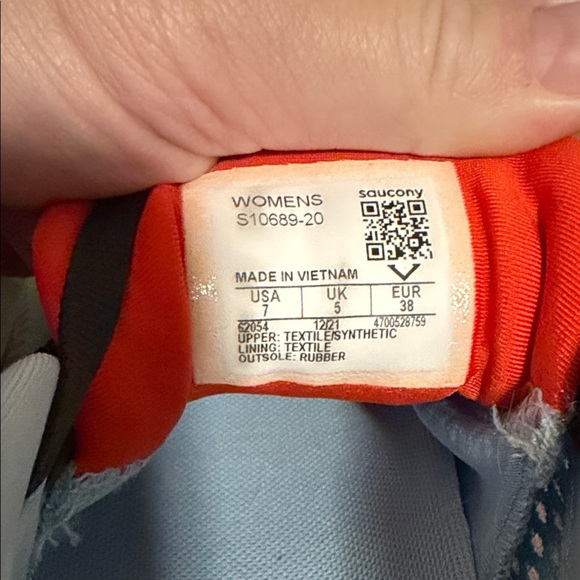 WOMENS
S10689-20
saucony
MADE IN VIETNAM
USA UK EUR
7 5 38
62054 12/21 4700528759
UPPER: TEXTILE/SYNTHETIC
LINING: TEXTILE
OUTSOLE: RUBBER